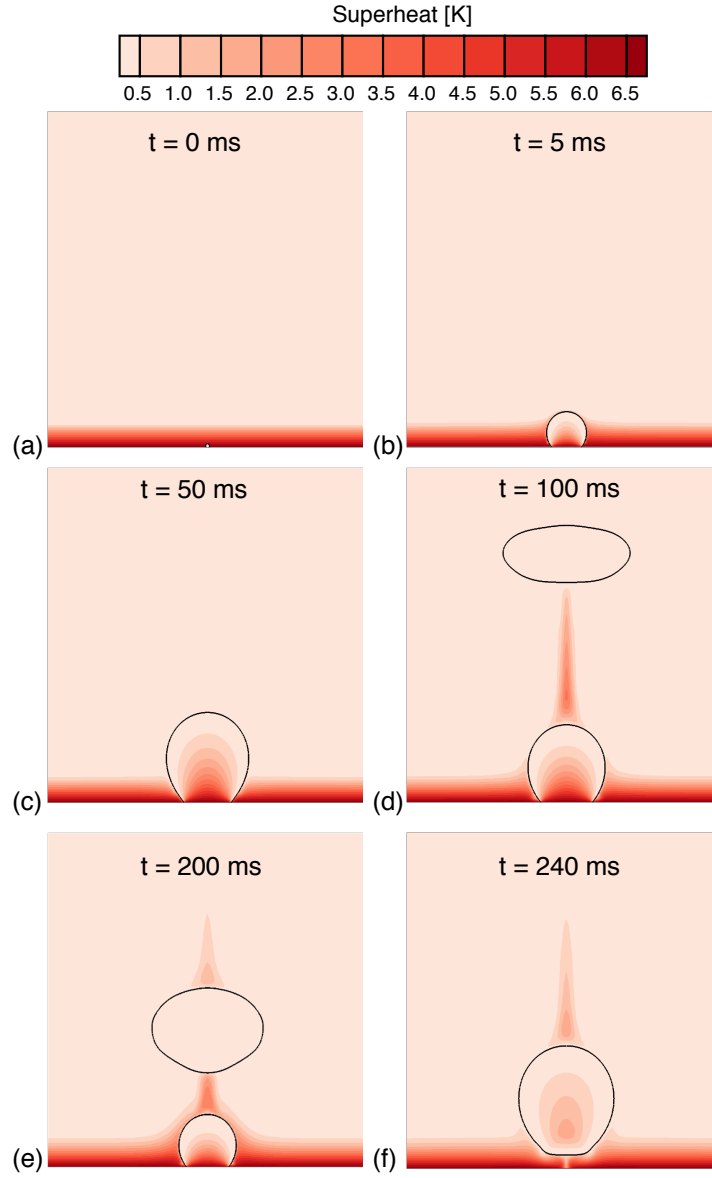 Superheat [K]
0.5 1.0 1.5 2.0 2.5 3.0 3.5 4.0 4.5 5.0 5.5 6.0 6.5
t = 0 ms
t = 5 ms
(a)
(b)
t = 50 ms
t = 100 ms
(c)
(d)
t = 200 ms
t = 240 ms
(e)
(f)